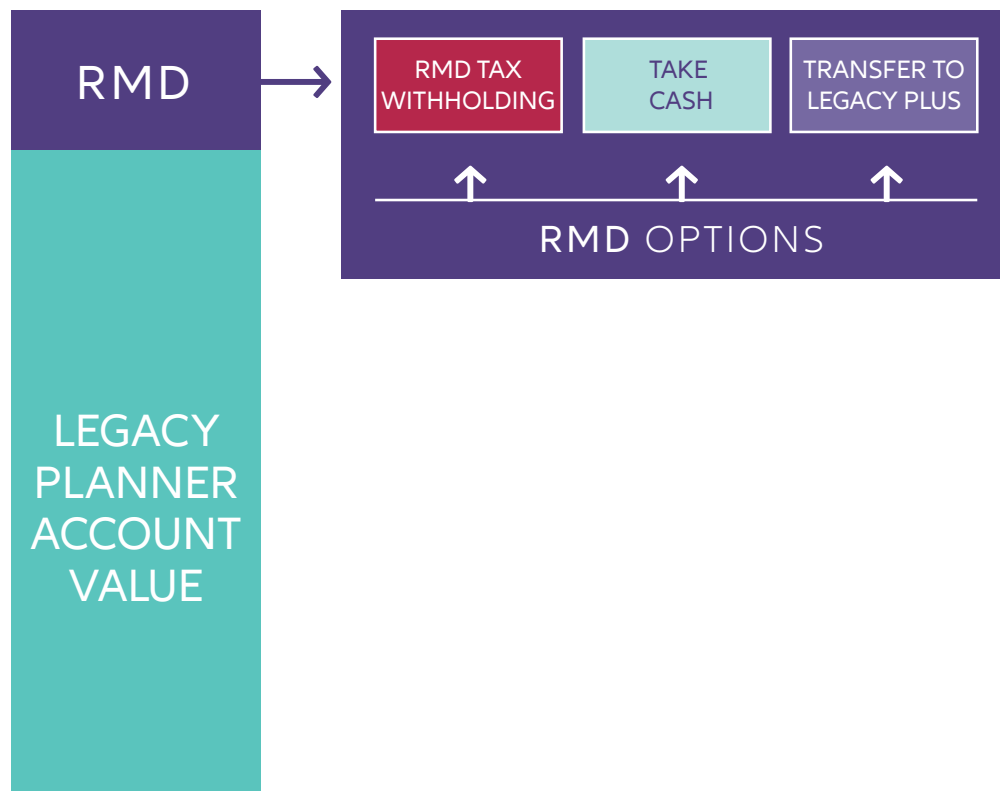 RMD
RMD TAX
WITHHOLDING
TAKE
CASH
TRANSFER TO
LEGACY PLUS
RMD OPTIONS
LEGACY
PLANNER
ACCOUNT
VALUE